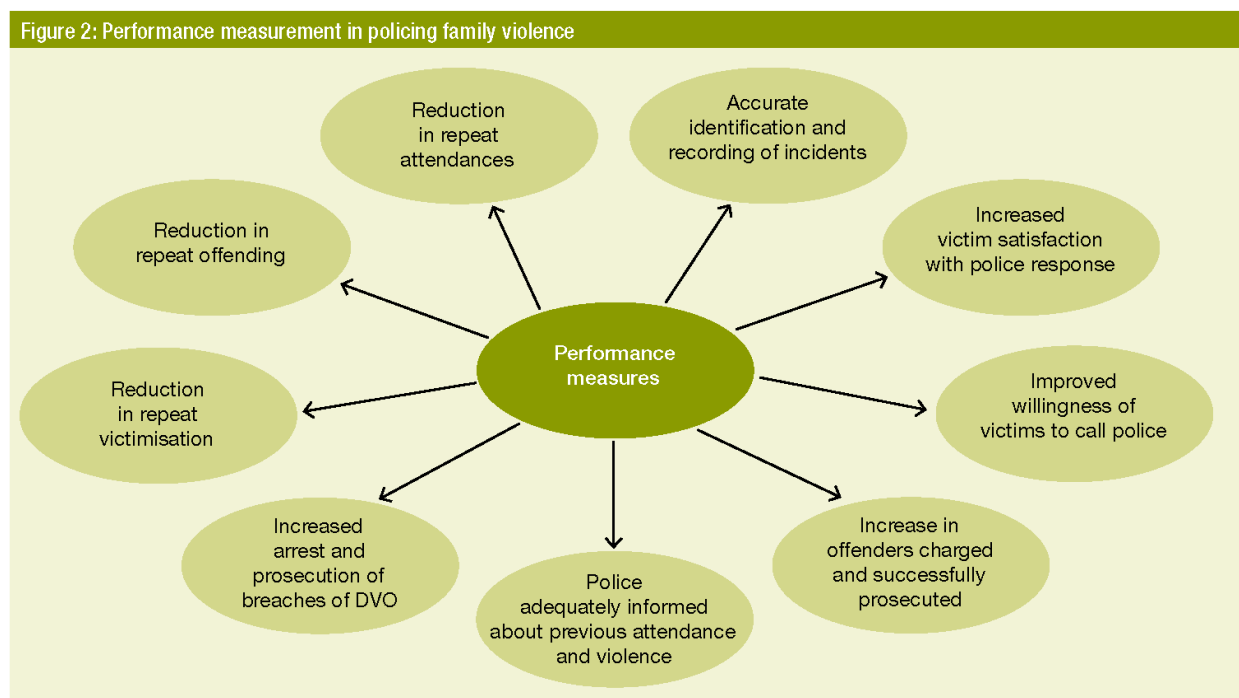 Figure 2: Performance measurement in policing family violence
Reduction
in repeat
attendances
Accurate
identification and
recording of incidents
Reduction in
repeat offending
Increased
victim satisfaction
with police response
Performance
measures
Reduction
in repeat
victimisation
Improved
willingness of
victims to call police
Increased
arrest and
prosecution of
breaches of DVO
Police
adequately informed
about previous attendance
and violence
Increase in
offenders charged
and successfully
prosecuted